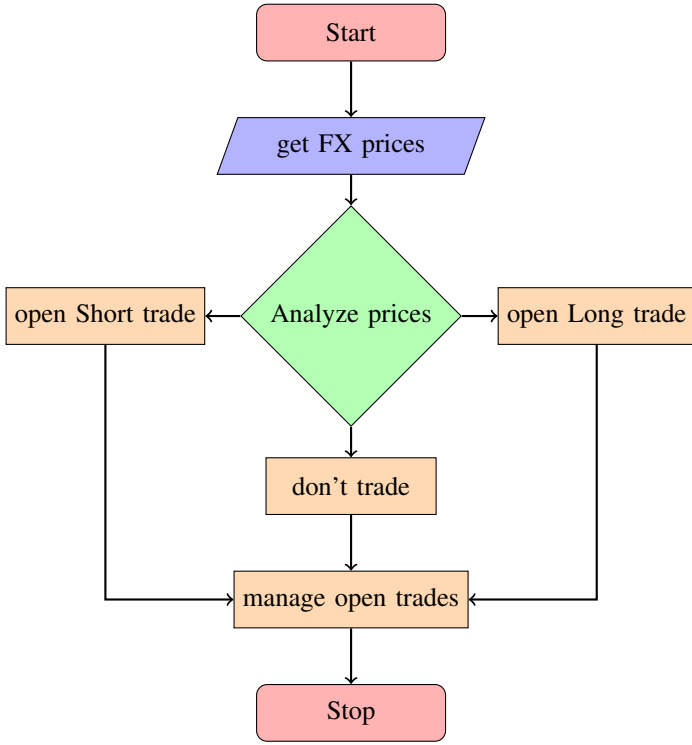 Start
get FX prices
open Short trade
Analyze prices
open Long trade
don't trade
manage open trades
Stop